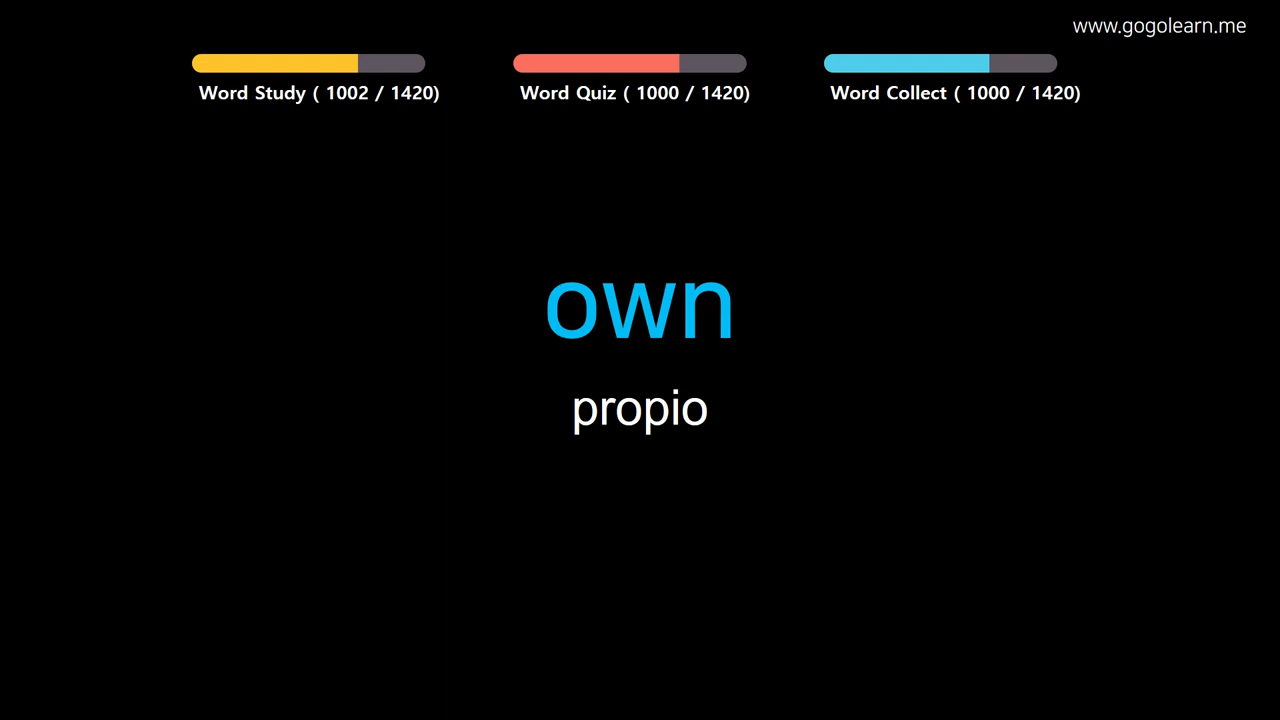 www.gogolearn.me
Word Study ( 1002 / 1420)
Word Quiz ( 1000 / 1420)
Word Collect ( 1000 / 1420)
own
propio